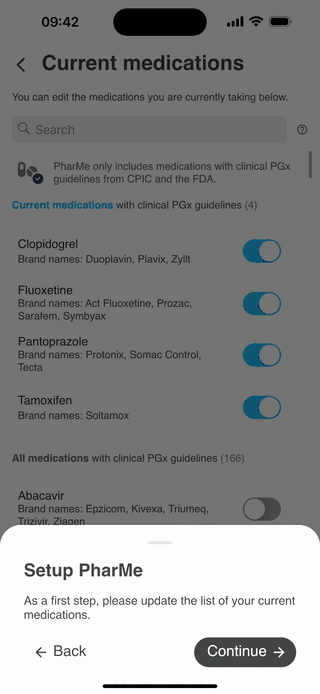 09:42
Current medications
You can edit the medications you are currently taking below.
Search
PharMe only includes medications with clinical PGx
guidelines from CPIC and the FDA.
Current medications with clinical PGx guidelines (4)
Clopidogrel
Brand names: Duoplavin, Plavix, Zyllt
Fluoxetine
Brand names: Act Fluoxetine, Prozac,
Sarafem, Symbyax
Pantoprazole
Brand names: Protonix, Somac Control,
Tecta
Tamoxifen
Brand names: Soltamox
All medications with clinical PGx guidelines (166)
Abacavir
Brand names: Epzicom, Kivexa, Triumeq,
Trizivir, Ziagen
Setup PharMe
As a first step, please update the list of your current
medications.
Back
Continue